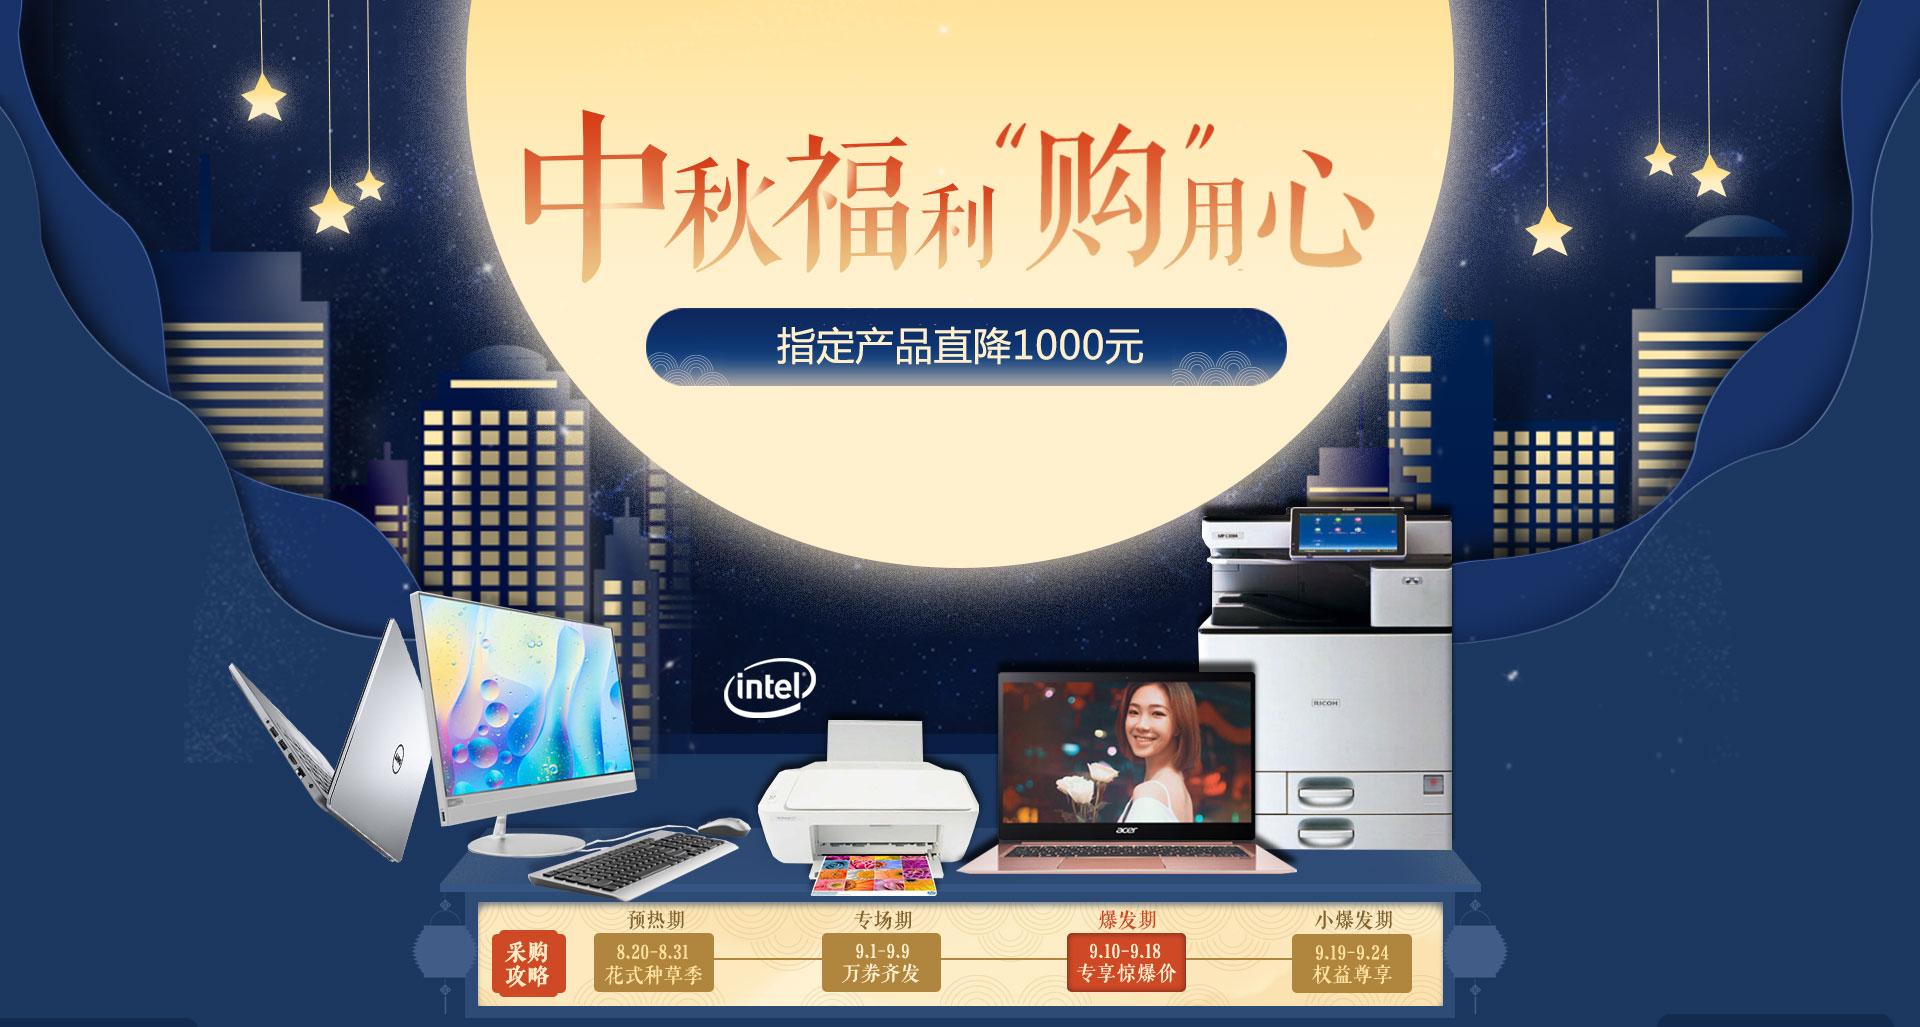 中秋福利“购”用心
指定产品直降1000元
intel
RICOH
acer
采购
攻略
预热期
8.20-8.31
花式种草季
专场期
9.1-9.9
万券齐发
爆发期
9.10-9.18
专享惊爆价
小爆发期
9.19-9.24
权益尊享